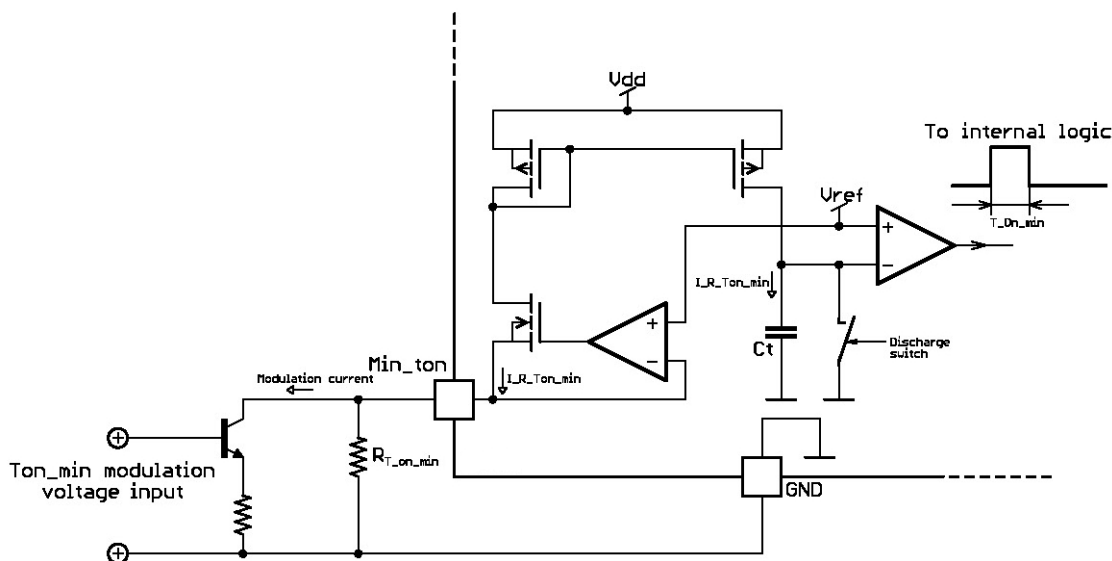 Vdd
To internal logic
Vref
T_On_min
+
−
I_R_Ton_min
+
−
Ct
Discharge
switch
Min_ton
I_R_Ton_min
Modulation current
Ton_min modulation
voltage input
RT_on_min
GND